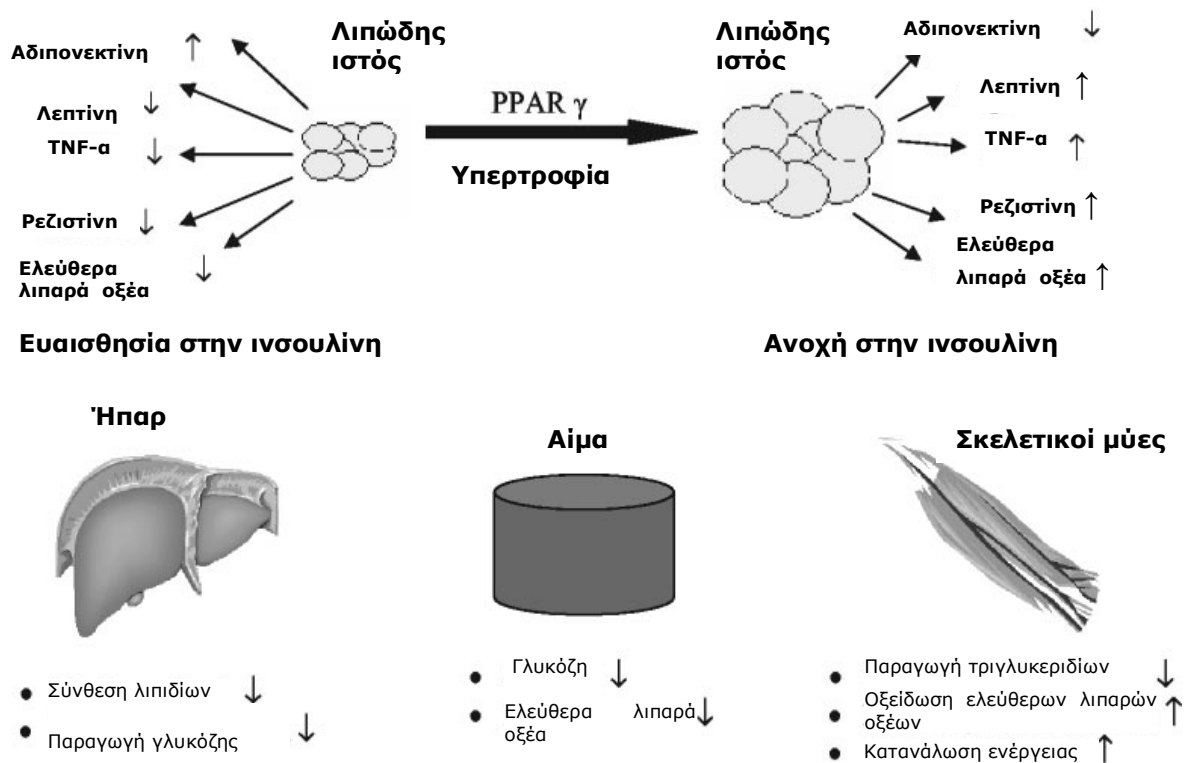 Αδιπονεκτίνη ↑
Λεπτίνη ↓
TNF-α ↓
Ρεζιστίνη ↓
Ελεύθερα
λιπαρά οξέα ↓
Λιπώδης
ιστός
PPAR γ
Υπερτροφία
Λιπώδης
ιστός
Αδιπονεκτίνη ↓
Λεπτίνη ↑
TNF-α ↑
Ρεζιστίνη ↑
Ελεύθερα
λιπαρά οξέα ↑
Ευαισθησία στην ινσουλίνη
Ανοχή στην ινσουλίνη
Ήπαρ
• Σύνθεση λιπιδίων ↓
• Παραγωγή γλυκόζης ↓
Αίμα
• Γλυκόζη ↓
• Ελεύθερα λιπαρά ↓
οξέα
Σκελετικοί μύες
• Παραγωγή τριγλυκεριδίων ↓
• Οξείδωση ελεύθερων λιπαρών ↑
οξέων
• Κατανάλωση ενέργειας ↑